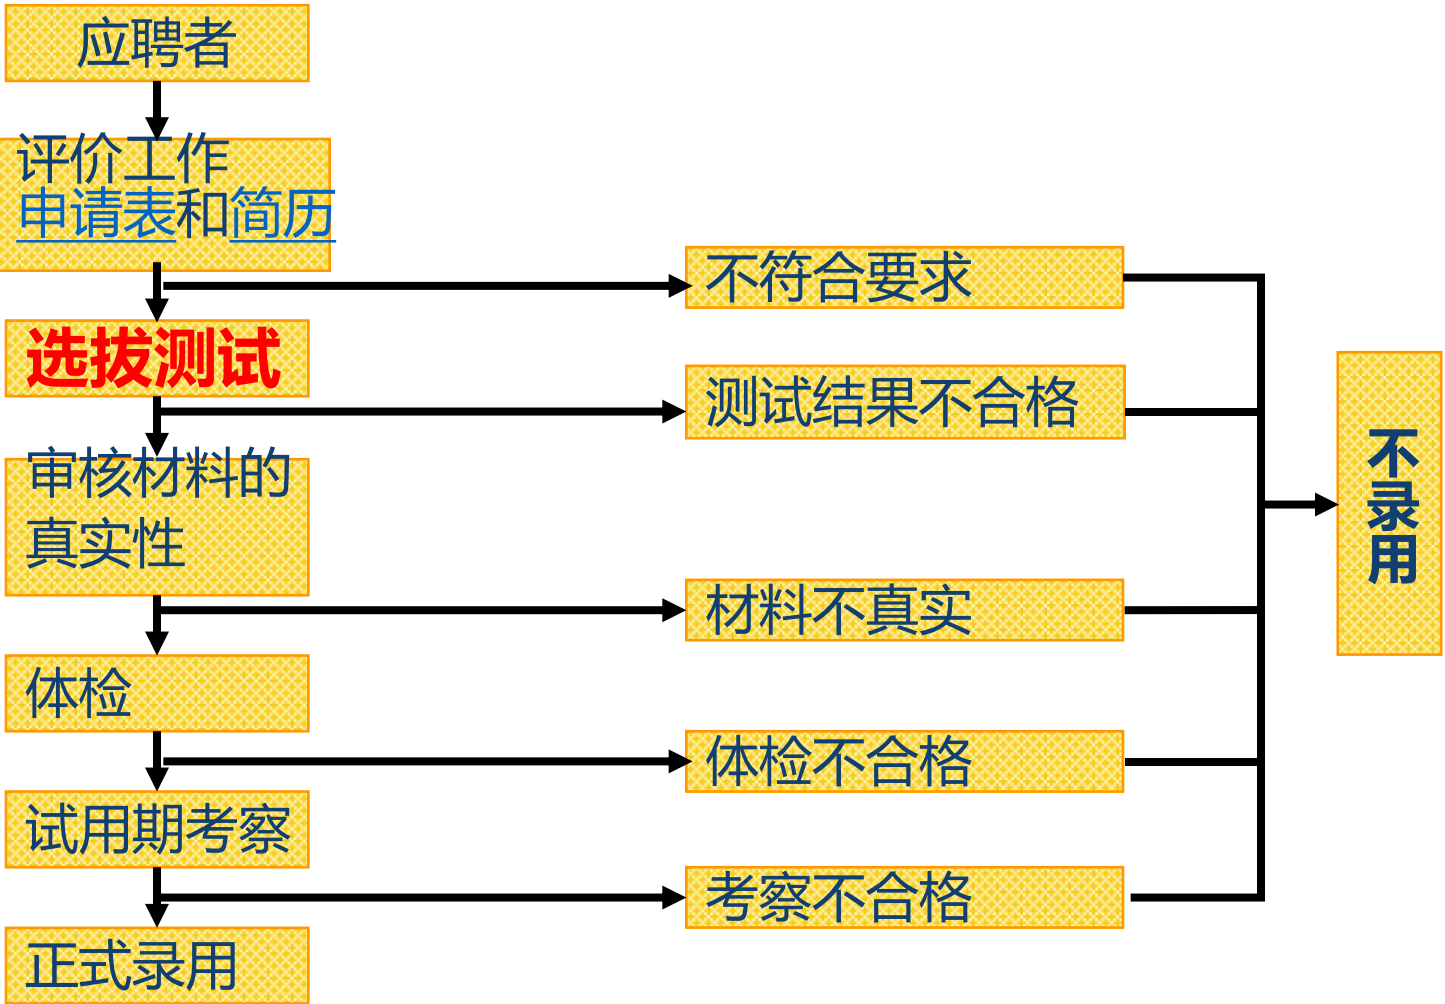 应聘者
评价工作
申请表和简历
不符合要求
选拔测试
测试结果不合格
审核材料的
真实性
材料不真实
体检
体检不合格
试用期考察
考察不合格
正式录用
不录用